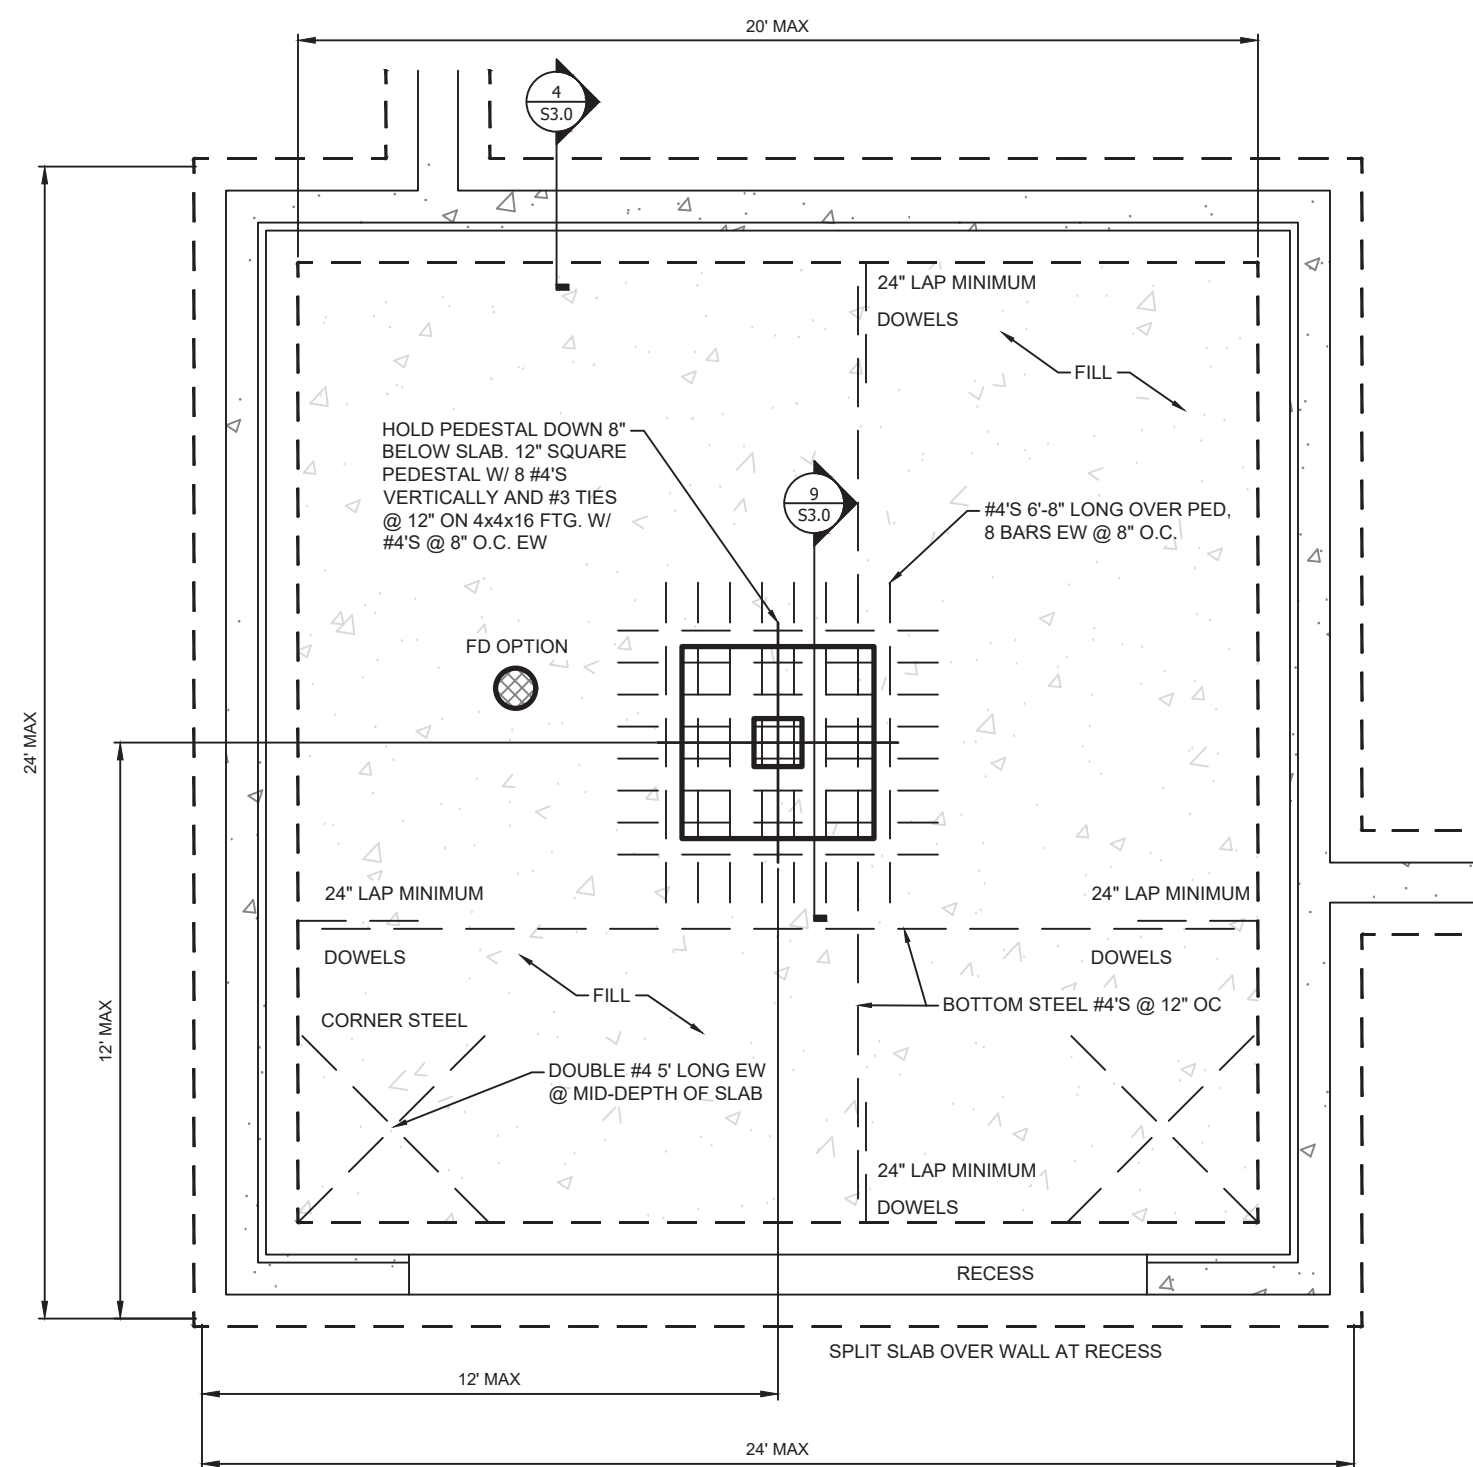 20' MAX
4
S3.0
24" LAP MINIMUM
DOWELS
FILL
HOLD PEDESTAL DOWN 8"
BELOW SLAB. 12" SQUARE
PEDESTAL W/ 8 #4'S
VERTICALLY AND #3 TIES
@ 12" ON 4x4x16 FTG. W/
#4'S @ 8" O.C. EW
9
S3.0
#4'S 6'-8" LONG OVER PED,
8 BARS EW @ 8" O.C.
FD OPTION
24' MAX
24" LAP MINIMUM
24" LAP MINIMUM
DOWELS
DOWELS
FILL
BOTTOM STEEL #4'S @ 12" OC
CORNER STEEL
12' MAX
DOUBLE #4 5' LONG EW
@ MID-DEPTH OF SLAB
24" LAP MINIMUM
DOWELS
RECESS
SPLIT SLAB OVER WALL AT RECESS
12' MAX
24' MAX